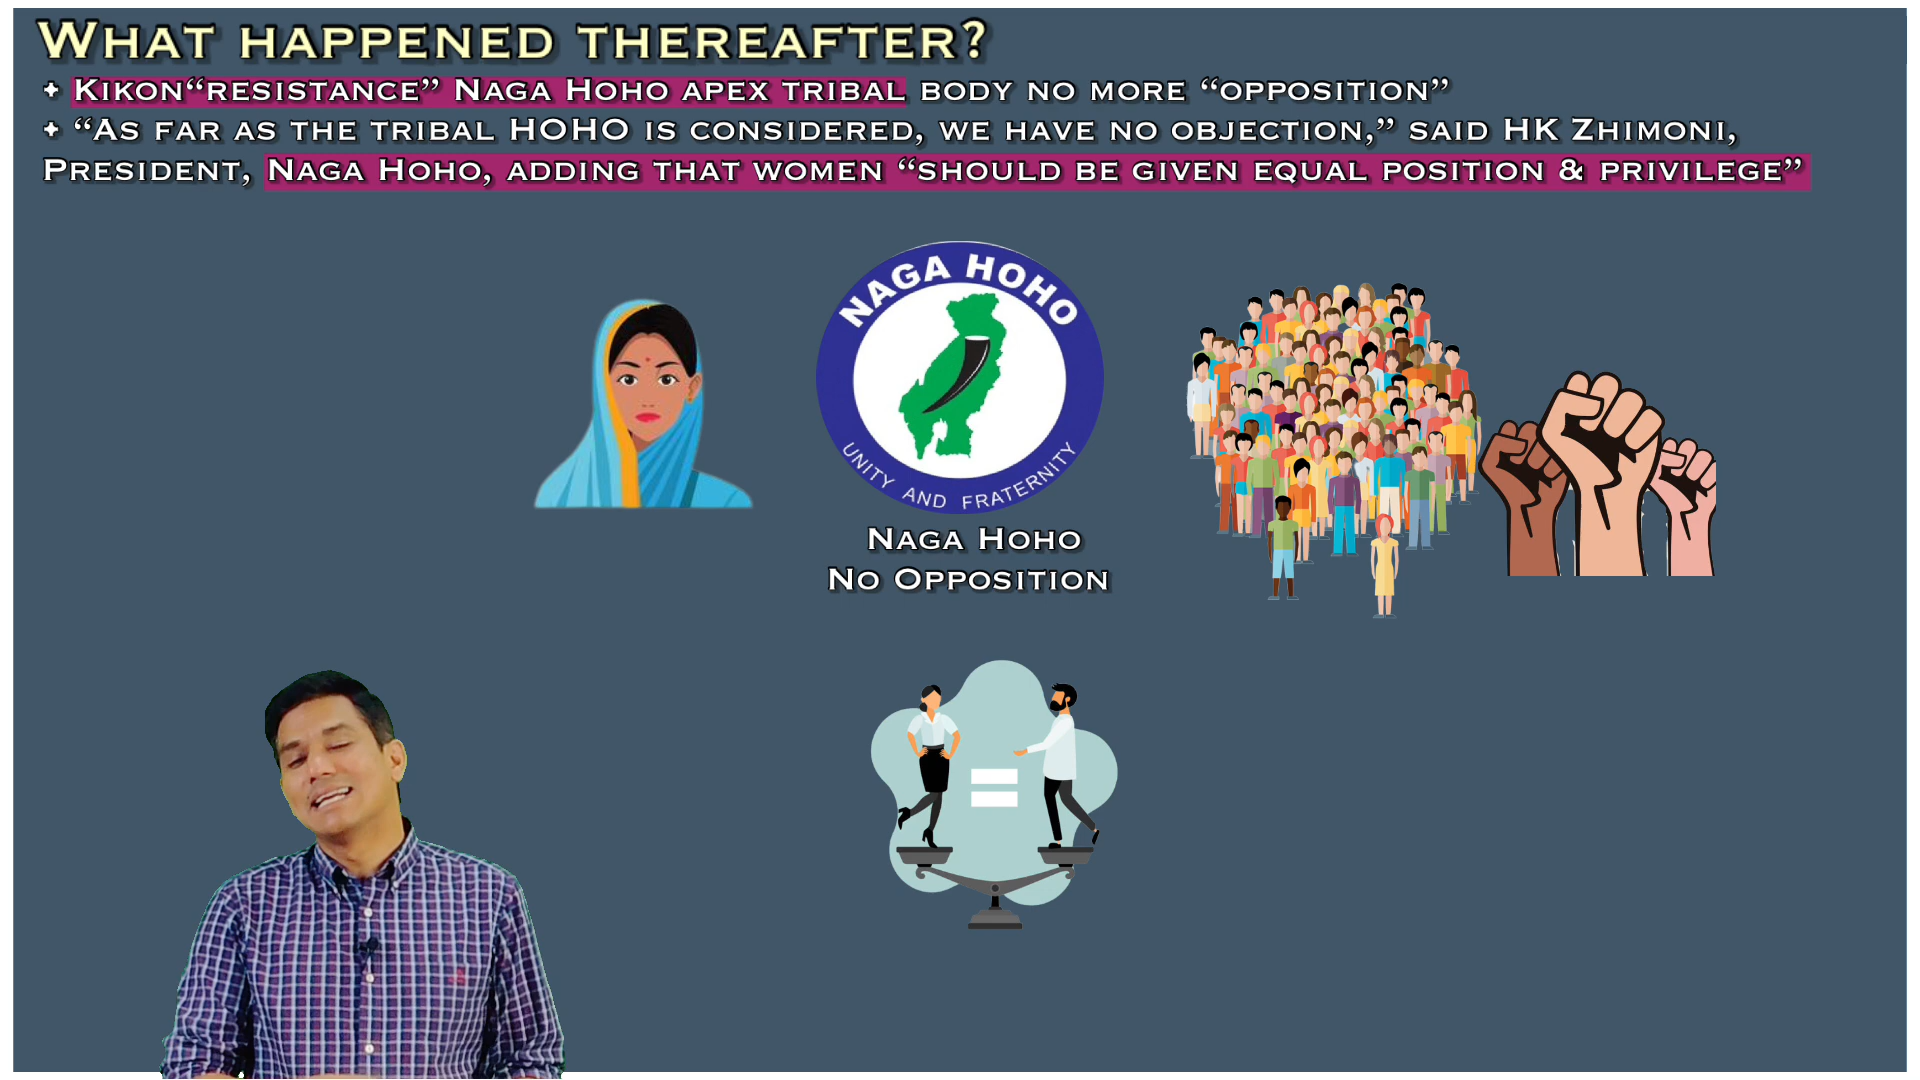 WHAT HAPPENED THEREAFTER?
+ KIKON“RESISTANCE” NAGA HOHO APEX TRIBAL BODY NO MORE “OPPOSITION”
+ “AS FAR AS THE TRIBAL HOHO IS CONSIDERED, WE HAVE NO OBJECTION,” SAID HK ZHIMONI,
PRESIDENT, NAGA HOHO, ADDING THAT WOMEN “SHOULD BE GIVEN EQUAL POSITION & PRIVILEGE”
NAGA HOHO
UNITY AND FRATERNITY
NAGA HOHO
NO OPPOSITION